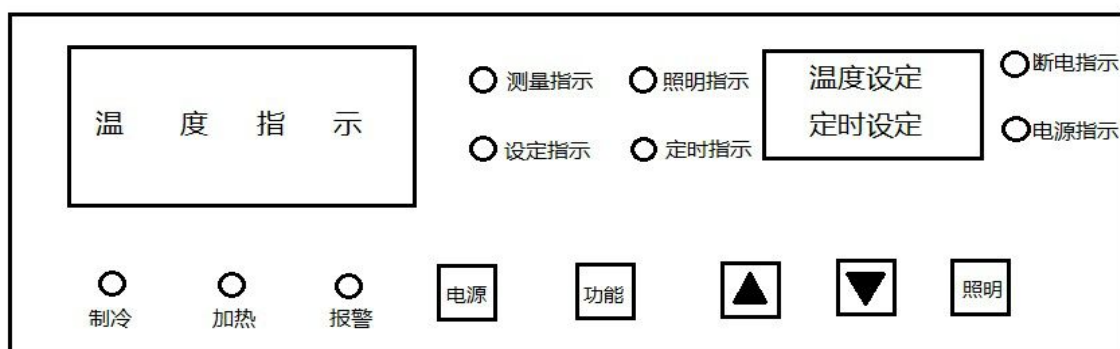 温 度 指 示
测量指示
照明指示
设定指示
定时指示
温度设定
定时设定
断电指示
电源指示
制冷
加热
报警
电源
功能
照明